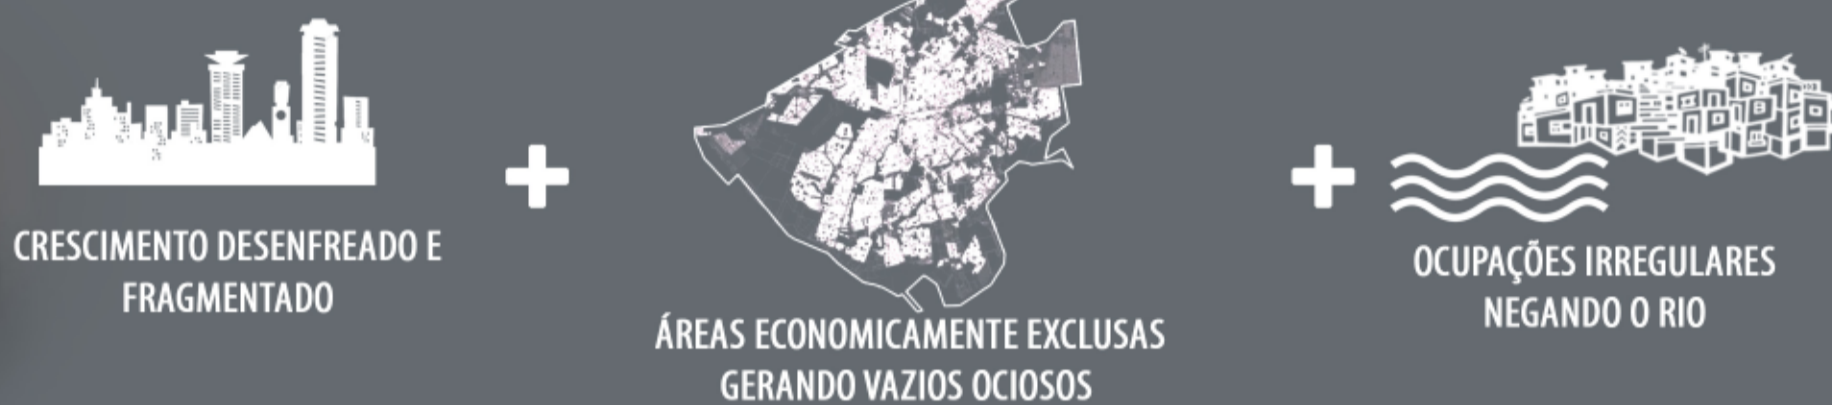 CRESCIMENTO DESENFREADO E
FRAGMENTADO
ÁREAS ECONOMICAMENTE EXCLUSAS
GERANDO VAZIOS OCIOSOS
OCUPAÇÕES IRREGULARES
NEGANDO O RIO